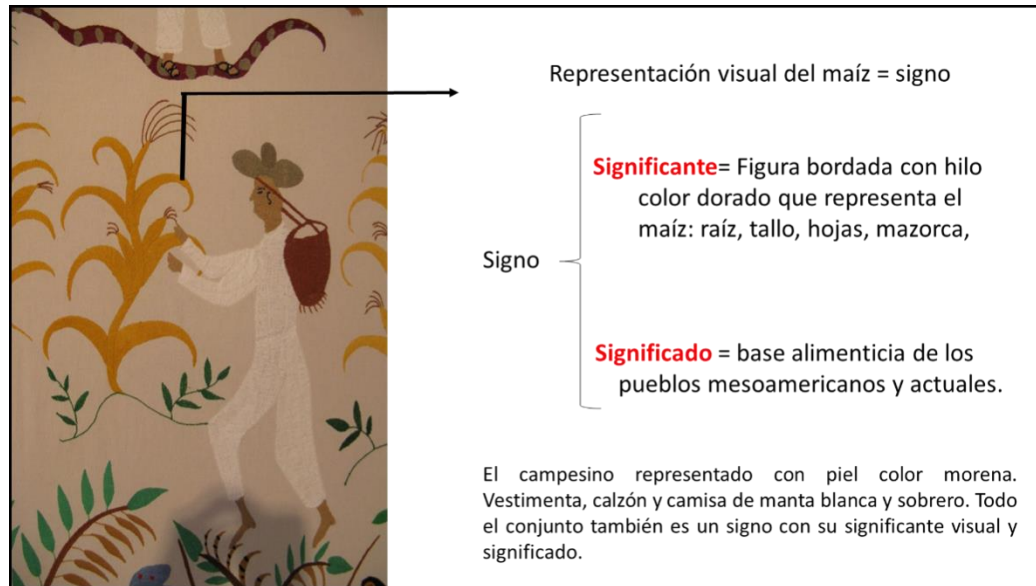 Representación visual del maíz = signo
Significante= Figura bordada con hilo
color dorado que representa el
maíz: raíz, tallo, hojas, mazorca,
Signo
Significado = base alimenticia de los
pueblos mesoamericanos y actuales.
El campesino representado con piel color morena.
Vestimenta, calzón y camisa de manta blanca y sobrero. Todo
el conjunto también es un signo con su significante visual y
significado.